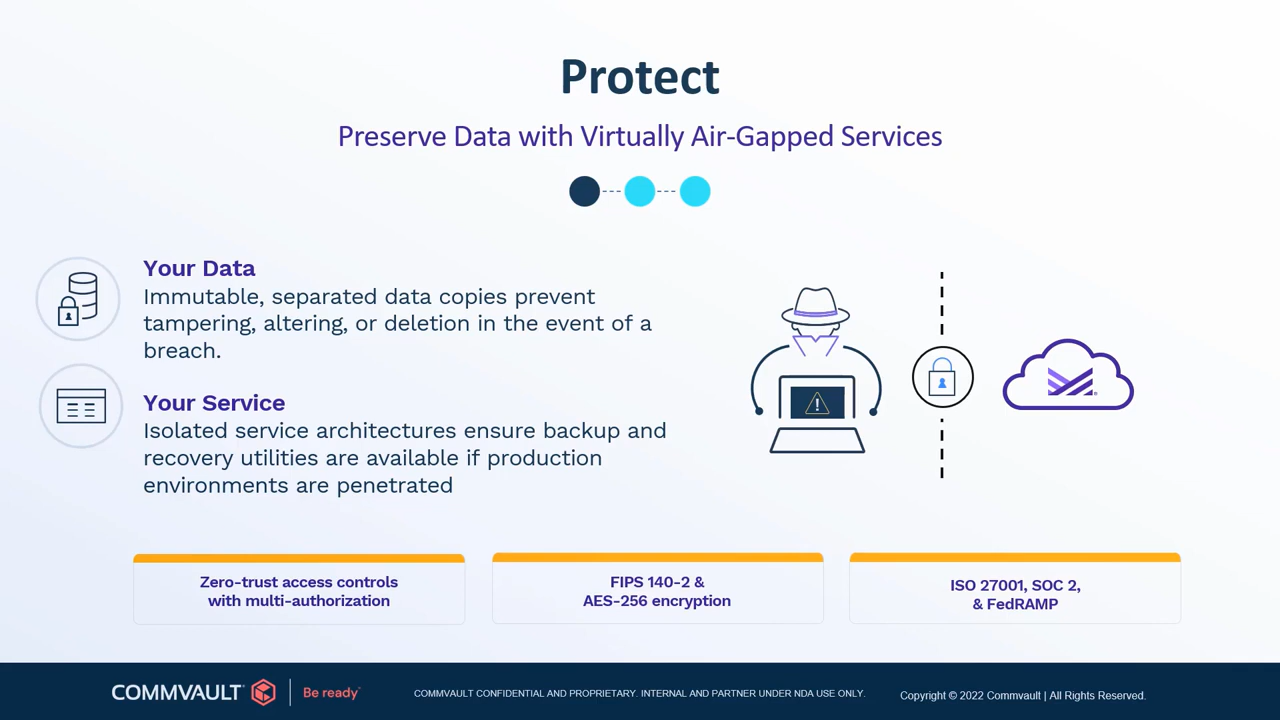 Protect
Preserve Data with Virtually Air-Gapped Services
Your Data
Immutable, separated data copies prevent
tampering, altering, or deletion in the event of a
breach.
Your Service
Isolated service architectures ensure backup and
recovery utilities are available if production
environments are penetrated
Zero-trust access controls
with multi-authorization
FIPS 140-2 &
AES-256 encryption
ISO 27001, SOC 2,
& FedRAMP
COMMVAULT
Be ready
COMMVAULT CONFIDENTIAL AND PROPRIETARY. INTERNAL AND PARTNER UNDER NDA USE ONLY.
Copyright © 2022 Commvault | All Rights Reserved.